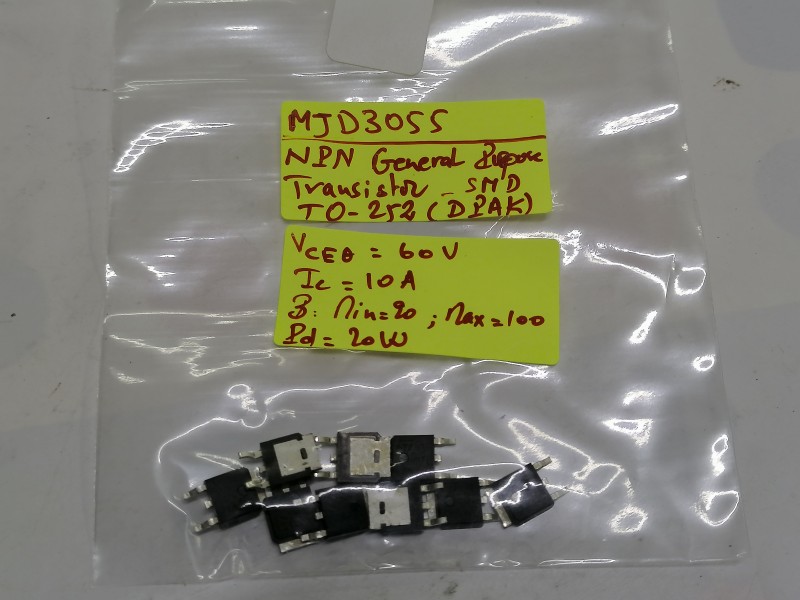 MJD3055
NPN General Purpose
Transistor - SMD
TO-252 (DPAK)
VCEO = 60V
Ic = 10A
β: Min=20 ; Max=100
Pd = 20W